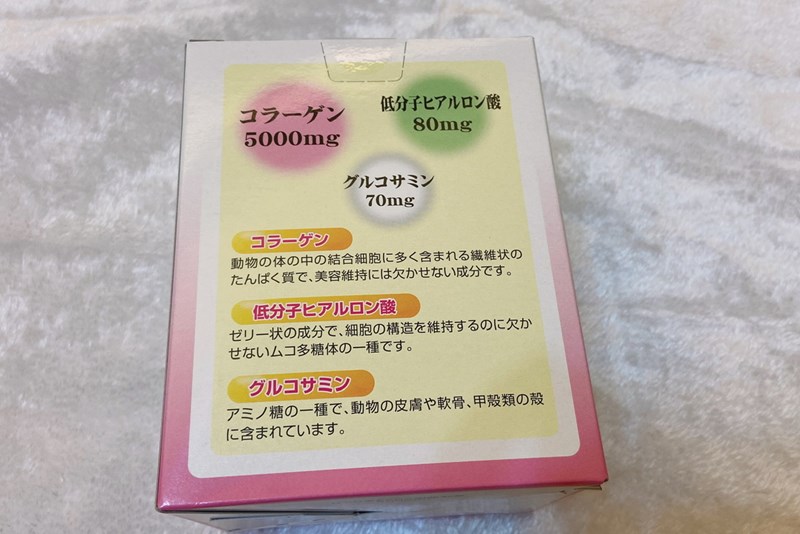 コラーゲン
5000mg
低分子ヒアルロン酸
80mg
グルコサミン
70mg
コラーゲン
動物の体の中の結合細胞に多く含まれる繊維状の
たんぱく質で、美容維持には欠かせない成分です。
低分子ヒアルロン酸
ゼリー状の成分で、細胞の構造を維持するのに欠か
せないムコ多糖体の一種です。
グルコサミン
アミノ糖の一種で、動物の皮膚や軟骨、甲殻類の殻
に含まれています。